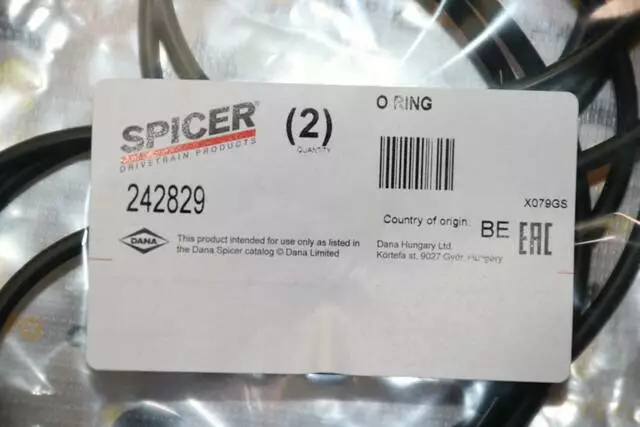 SPICER®
DRIVETRAIN PRODUCTS
(2)
QUANTITY
O RING
242829
X079GS
Country of origin: BE
EAC
DANA
This product intended for use only as listed in
the Dana Spicer catalog © Dana Limited
Dana Hungary Ltd.
Körtefa st, 9027 Győr, Hungary